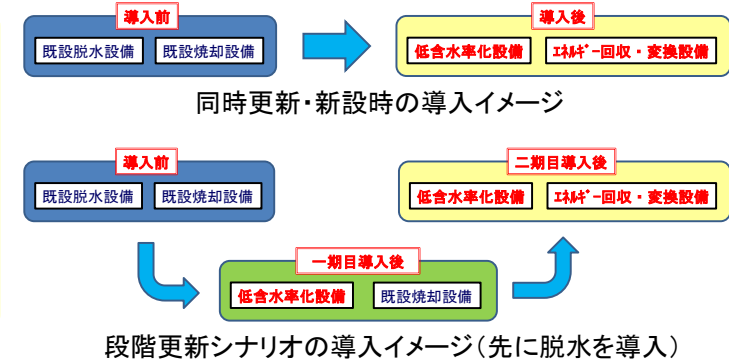 導入前
導入後
既設脱水設備 既設焼却設備
低含水率化設備 エネルギー回収・変換設備
同時更新・新設時の導入イメージ
導入前
二期目導入後
既設脱水設備 既設焼却設備
低含水率化設備 エネルギー回収・変換設備
一期目導入後
低含水率化設備 既設焼却設備
段階更新シナリオの導入イメージ(先に脱水を導入)